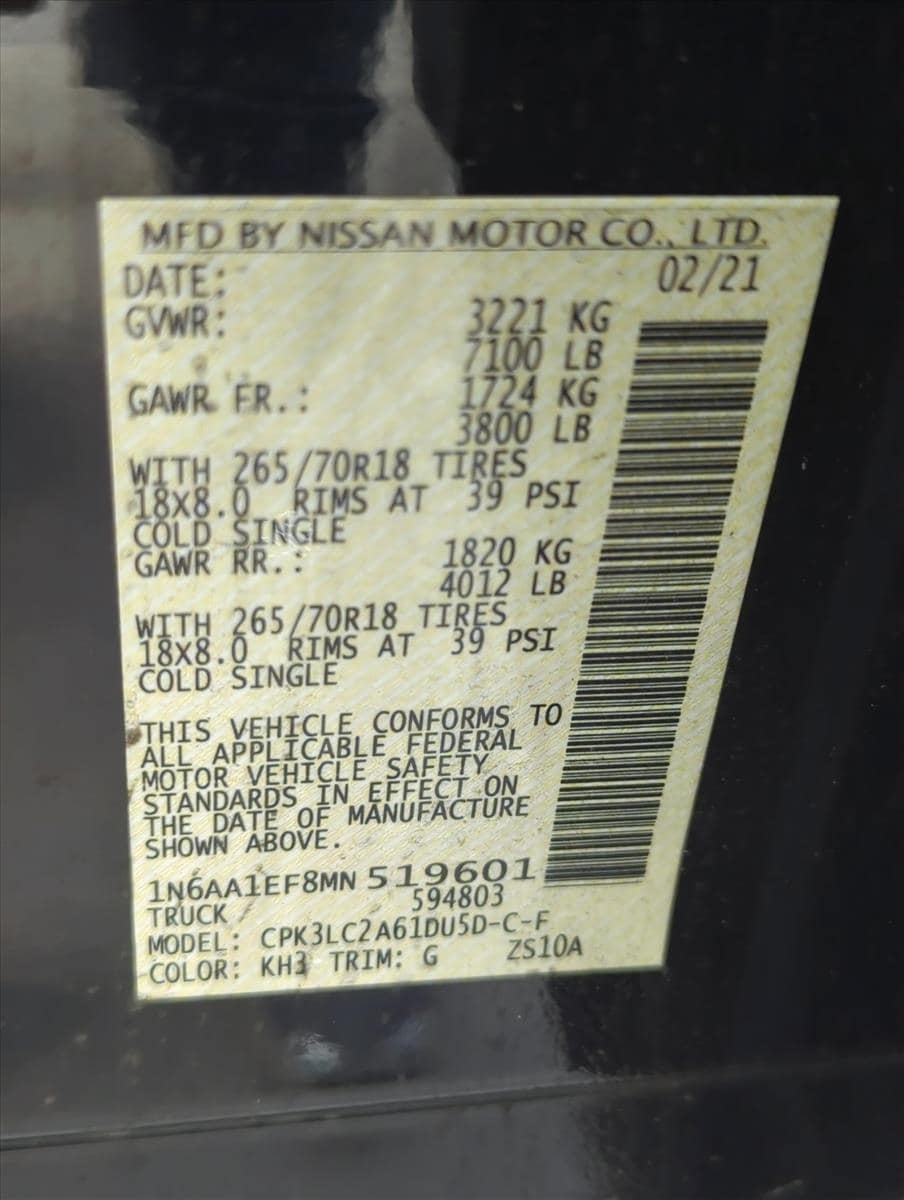 MFD BY NISSAN MOTOR CO., LTD.
DATE: 02/21
GVWR: 3221 KG
7100 LB
GAWR FR.: 1724 KG
3800 LB
WITH 265/70R18 TIRES
18X8.0 RIMS AT 39 PSI
COLD SINGLE
GAWR RR.: 1820 KG
4012 LB
WITH 265/70R18 TIRES
18X8.0 RIMS AT 39 PSI
COLD SINGLE
THIS VEHICLE CONFORMS TO
ALL APPLICABLE FEDERAL
MOTOR VEHICLE SAFETY
STANDARDS IN EFFECT ON
THE DATE OF MANUFACTURE
SHOWN ABOVE.
1N6AA1EF8MN 519601
TRUCK 594803
MODEL: CPK3LC2A61DU5D-C-F
COLOR: KH3 TRIM: G ZS10A